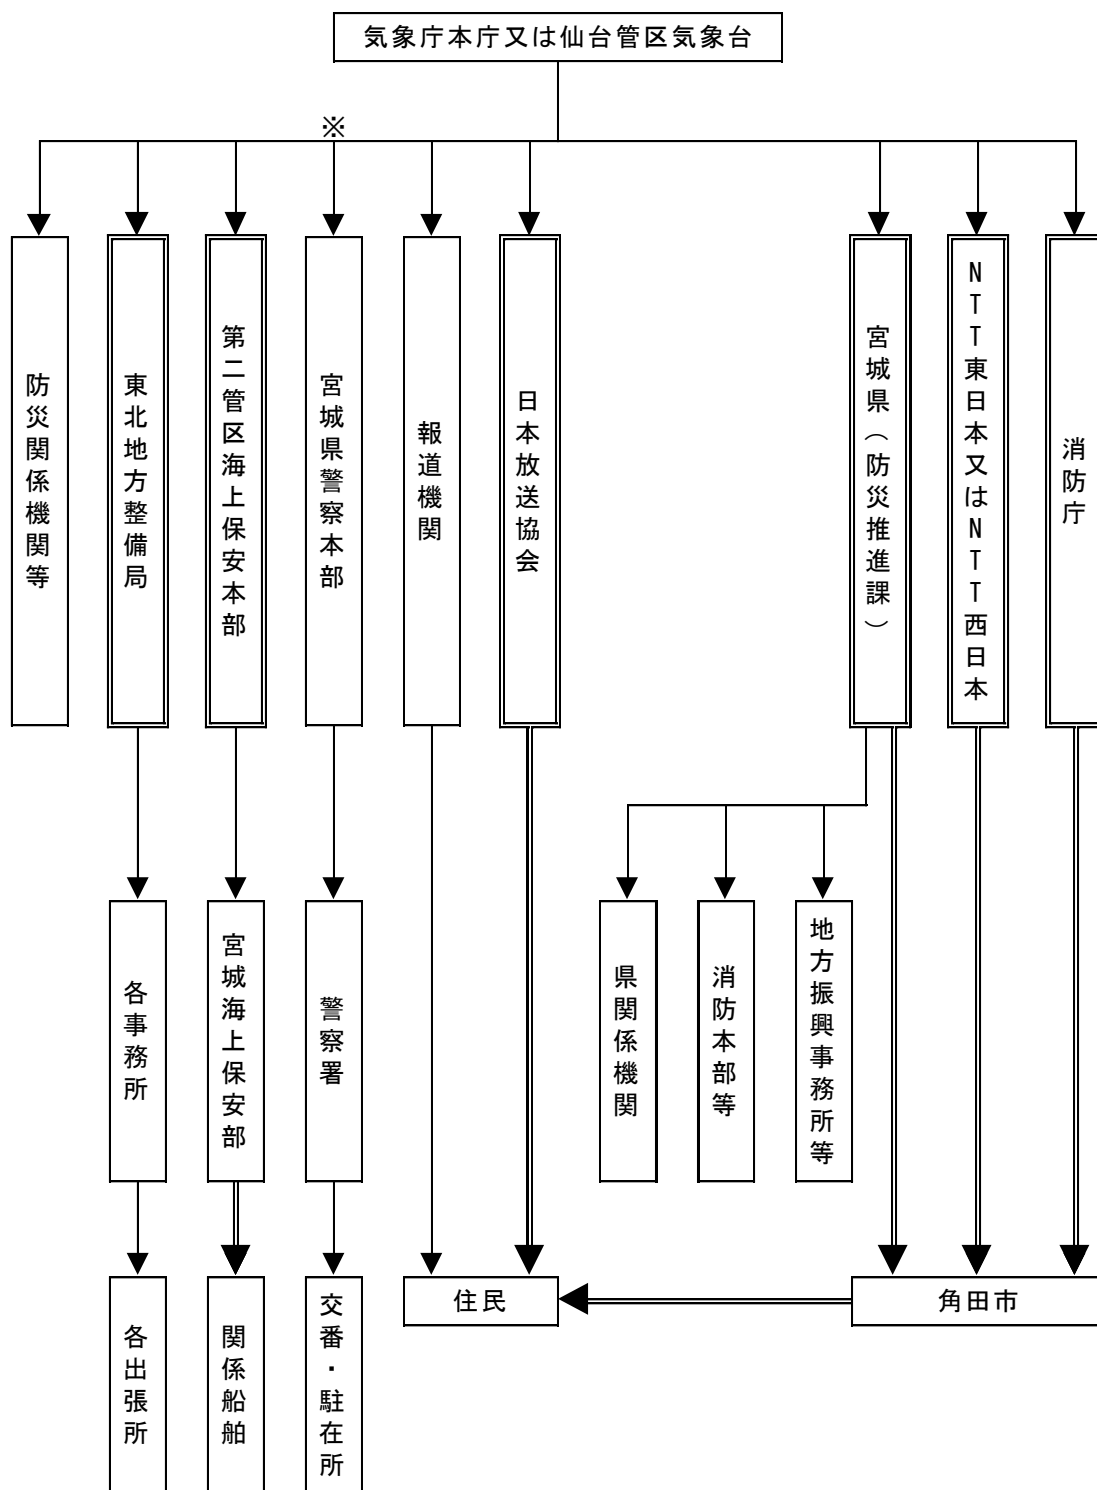 気象庁本庁又は仙台管区気象台
※
防災関係機関等
東北地方整備局
第二管区海上保安本部
宮城県警察本部
報道機関
日本放送協会
宮城県（防災推進課）
NTT東日本又はNTT西日本
消防庁
各事務所
宮城海上保安部
警察署
県関係機関
消防本部等
地方振興事務所等
住民
角田市
各出張所
関係船舶
交番・駐在所